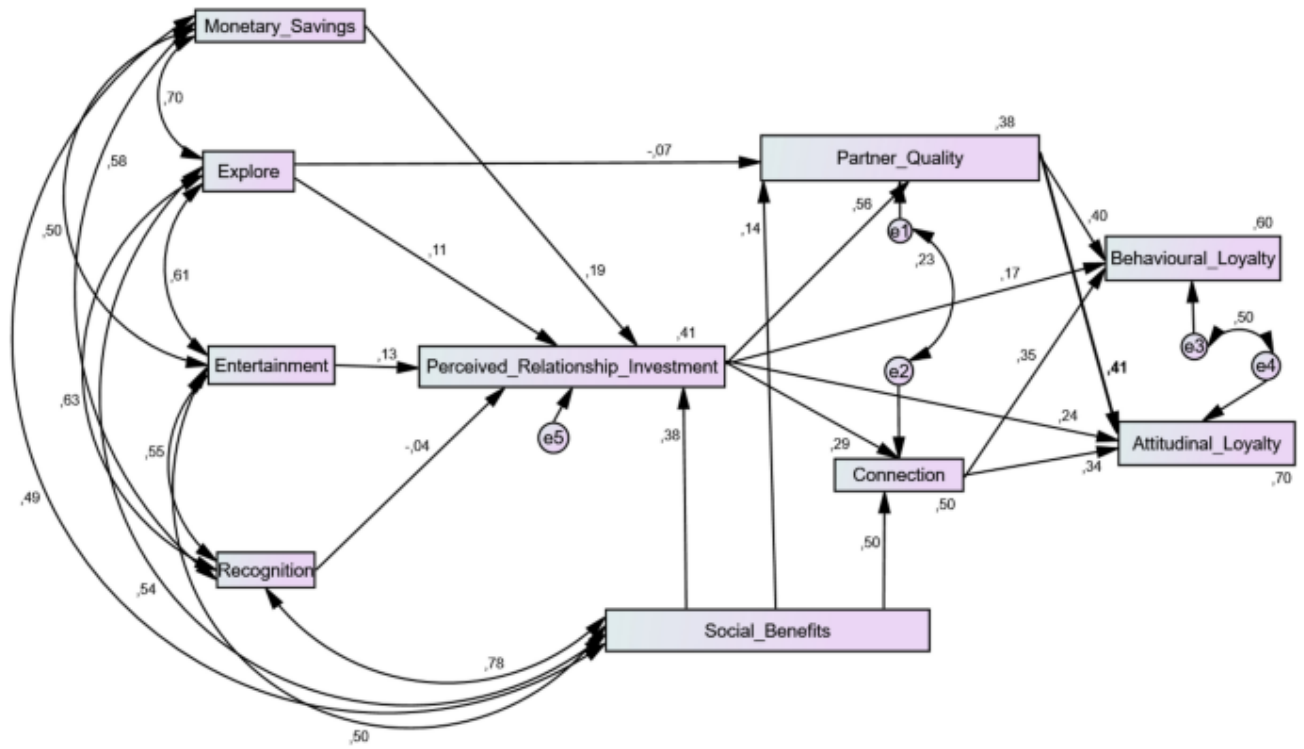 Monetary_Savings
,70
,38
-,07
Partner_Quality
,58
Explore
,56
,40
,14
e1
,60
,50
,11
,23
Behavioural_Loyalty
,61
,19
,17
,50
,41
e3
Entertainment
,13
Perceived_Relationship_Investment
,35
e4
e2
,41
,63
,24
-,04
,38
e5
,29
Attitudinal_Loyalty
,55
Connection
,34
,70
,49
,50
,50
Recognition
,54
Social_Benefits
,78
,50